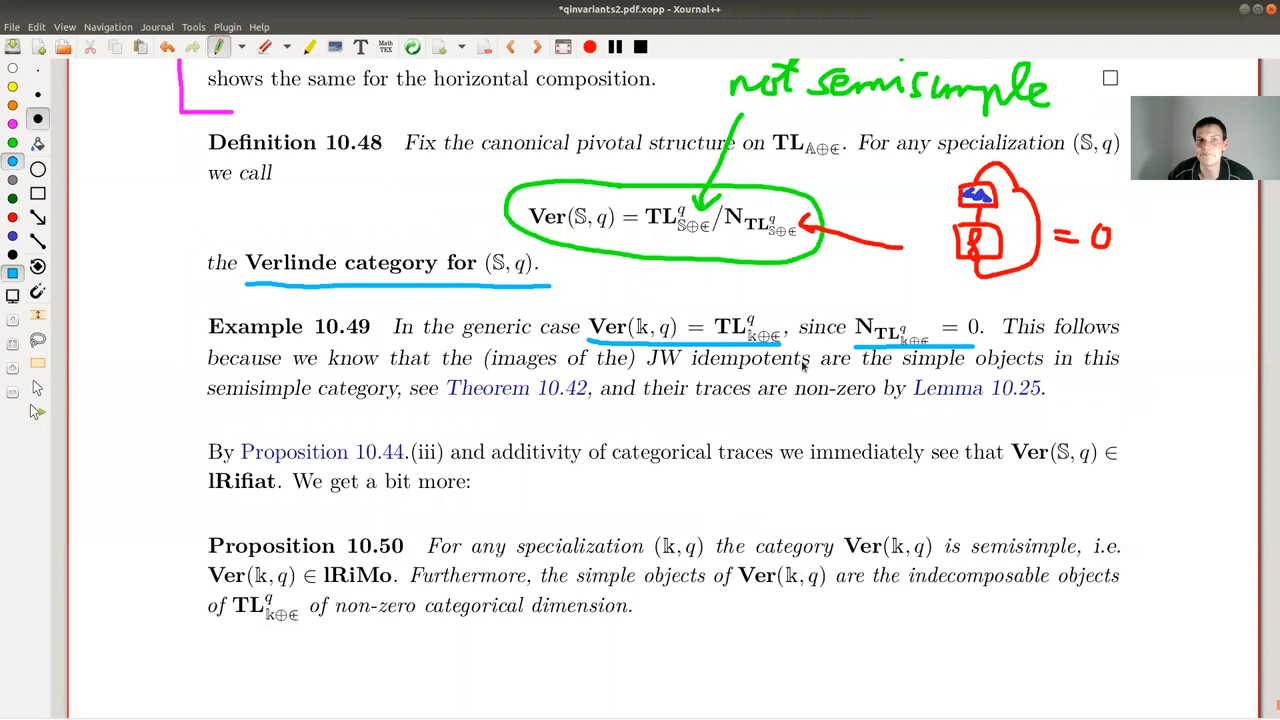 *qinvariants2.pdf.xopp - Xournal++
File Edit View Navigation Journal Tools Plugin Help
T Math TEX
shows the same for the horizontal composition. □
not semisimple
Definition 10.48 Fix the canonical pivotal structure on TL_{𝔸⊕⋐}. For any specialization (𝕊, q)
we call
Ver(𝕊, q) = TL^q_{𝕊⊕⋐}/N_{TL^q_{𝕊⊕⋐}}
f = 0
the Verlinde category for (𝕊, q).
Example 10.49 In the generic case Ver(𝕜, q) = TL^q_{𝕜⊕⋐}, since N_{TL^q_{𝕜⊕⋐}} = 0. This follows
because we know that the (images of the) JW idempotents are the simple objects in this
semisimple category, see Theorem 10.42, and their traces are non-zero by Lemma 10.25.
By Proposition 10.44.(iii) and additivity of categorical traces we immediately see that Ver(𝕊, q) ∈
lRifiat. We get a bit more:
Proposition 10.50 For any specialization (𝕜, q) the category Ver(𝕜, q) is semisimple, i.e.
Ver(𝕜, q) ∈ lRiMo. Furthermore, the simple objects of Ver(𝕜, q) are the indecomposable objects
of TL^q_{𝕜⊕⋐} of non-zero categorical dimension.